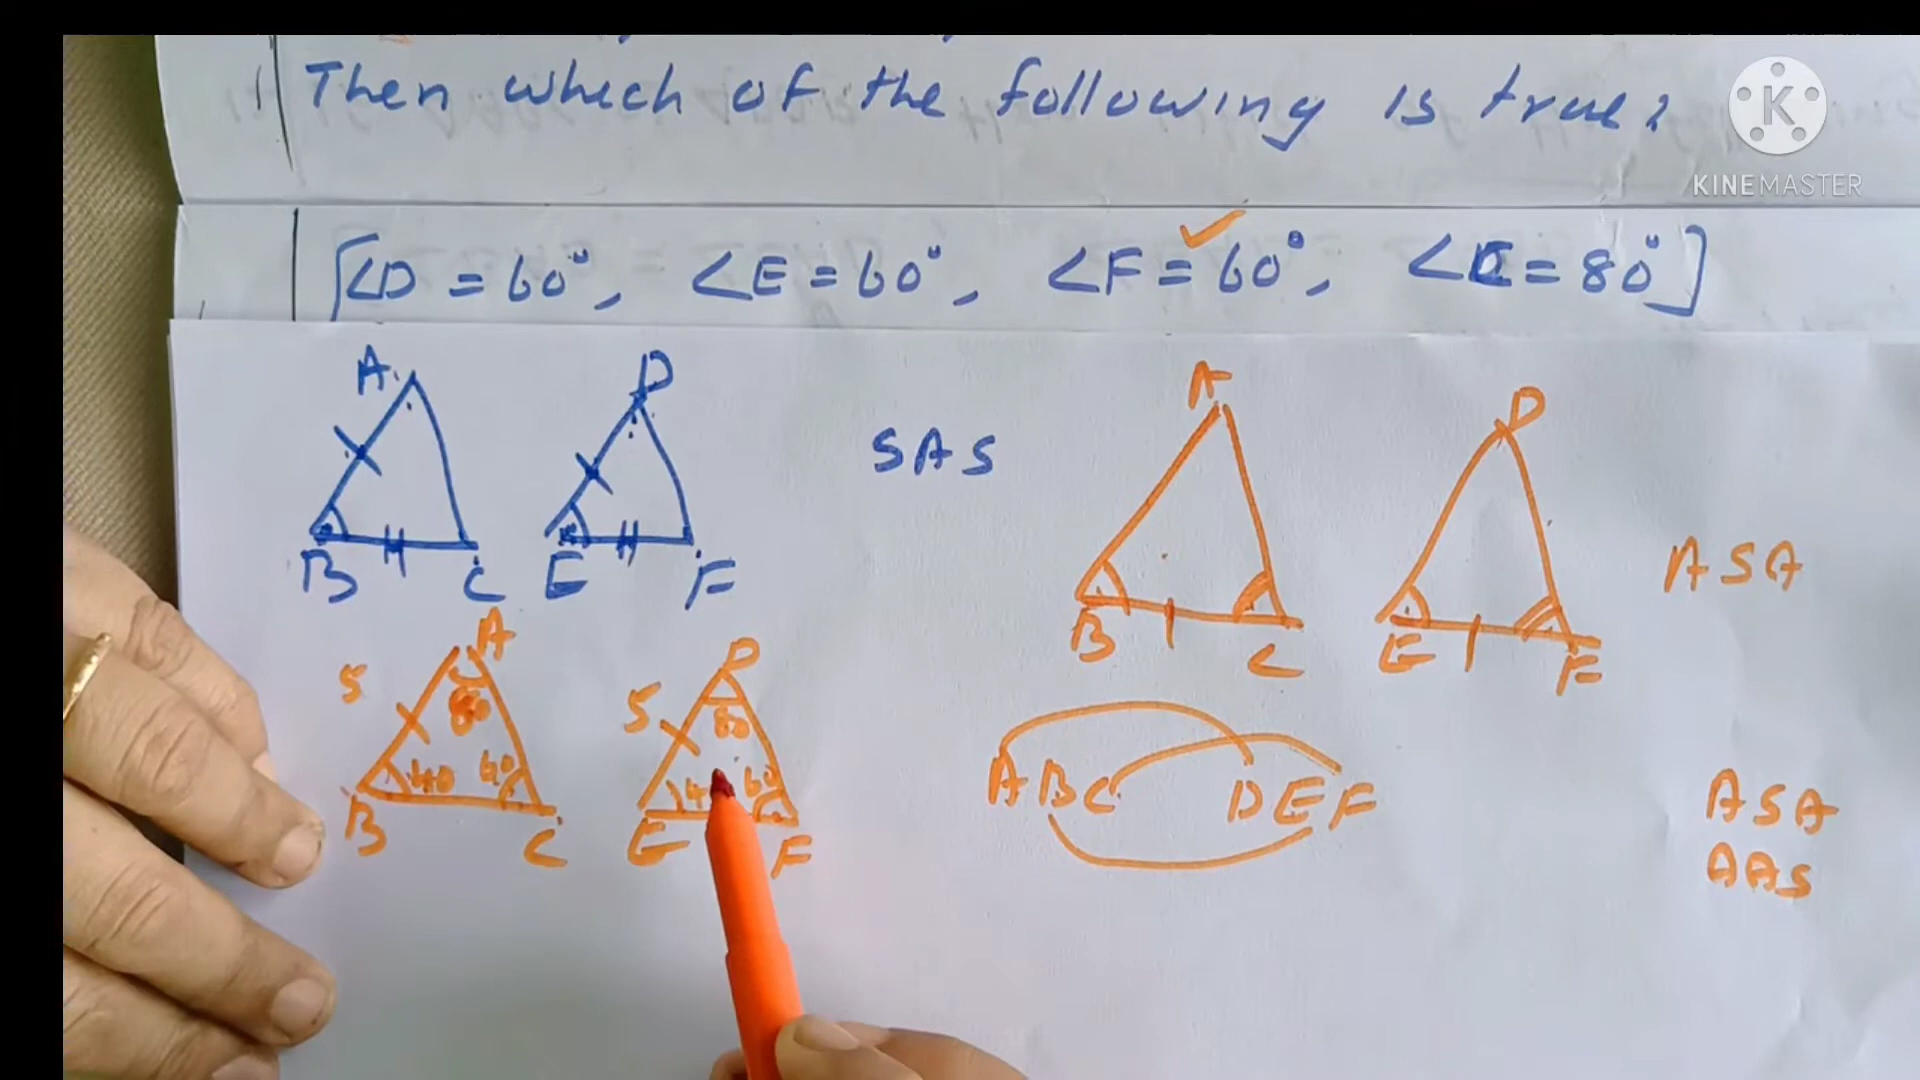 Then which of the following is true?
KINEMASTER
[∠D = 60°, ∠E = 60°, ∠F = 60°, ∠ = 80°]
A D
SAS
A D
B C E F
ASA
B C E F
A D
5 80 5 80
40 60 60
B C E F
ABC DEF
ASA
AAS